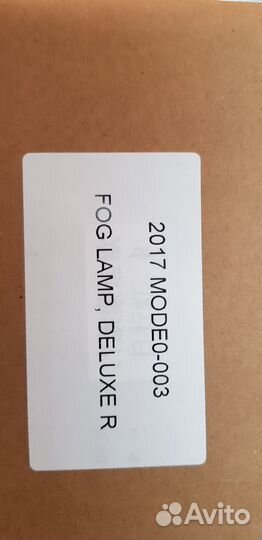 2017 MODE0-003
FOG LAMP, DELUXE R
Avito